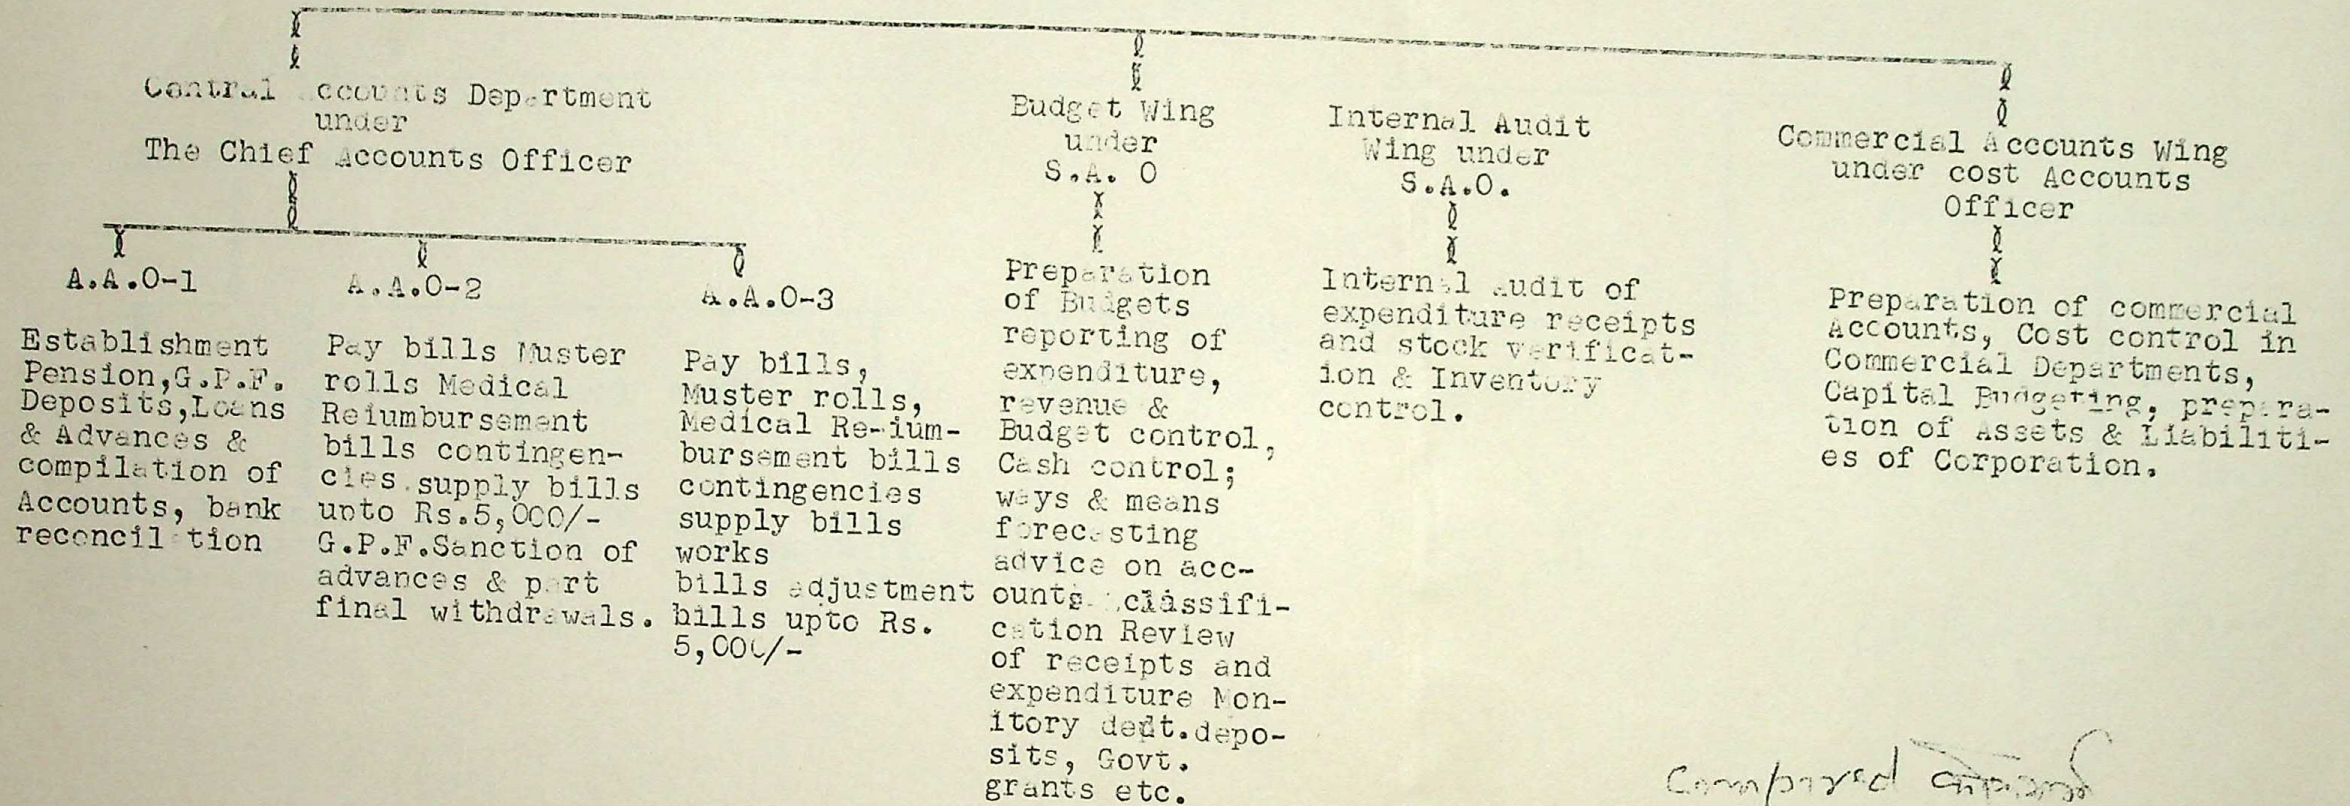 Central Accounts Department
under
The Chief Accounts Officer
A.A.O-1
Establishment
Pension,G.P.F.
Deposits,Loans
& Advances &
compilation of
Accounts, bank
reconciliation
A.A.O-2
Pay bills Muster
rolls Medical
Reiumbursement
bills contingen-
cies.supply bills
upto Rs.5,000/-
G.P.F.Sanction of
advances & part
final withdrawals.
A.A.O-3
Pay bills,
Muster rolls,
Medical Re-ium-
bursement bills
contingencies
supply bills
works
bills adjustment
bills upto Rs.
5,000/-
Budget Wing
under
S.A. O
Preparation
of Budgets
reporting of
expenditure,
revenue &
Budget control,
Cash control;
ways & means
forecasting
advice on acc-
ounts classifi-
cation Review
of receipts and
expenditure Mon-
itory deptt.depo-
sits, Govt.
grants etc.
Internal Audit
Wing under
S.A.O.
Internal Audit of
expenditure receipts
and stock verificat-
ion & Inventory
control.
Commercial Accounts Wing
under cost Accounts
Officer
Preparation of commercial
Accounts, Cost control in
Commercial Departments,
Capital Budgeting, prepara-
tion of Assets & Liabiliti-
es of Corporation.
Compared